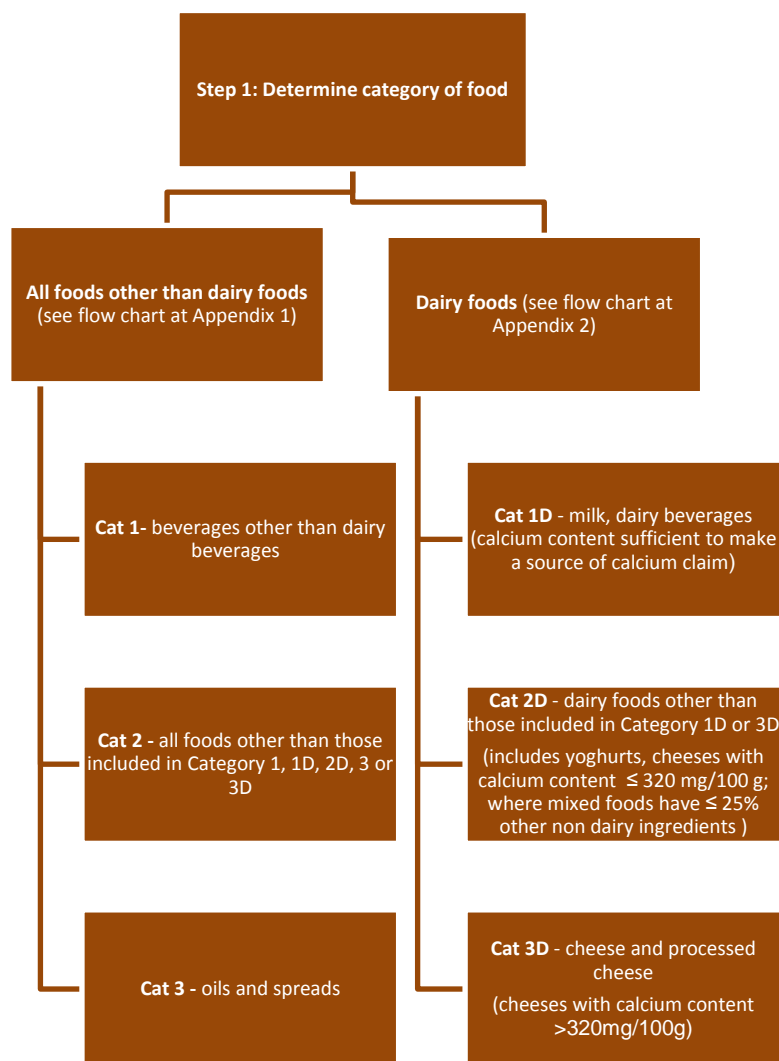 Step 1: Determine category of food
All foods other than dairy foods
(see flow chart at Appendix 1)
Dairy foods (see flow chart at
Appendix 2)
Cat 1- beverages other than dairy
beverages
Cat 2 - all foods other than those
included in Category 1, 1D, 2D, 3 or
3D
Cat 3 - oils and spreads
Cat 1D - milk, dairy beverages
(calcium content sufficient to make
a source of calcium claim)
Cat 2D - dairy foods other than
those included in Category 1D or 3D
(includes yoghurts, cheeses with
calcium content ≤ 320 mg/100 g;
where mixed foods have ≤ 25%
other non dairy ingredients )
Cat 3D - cheese and processed
cheese
(cheeses with calcium content
>320mg/100g)